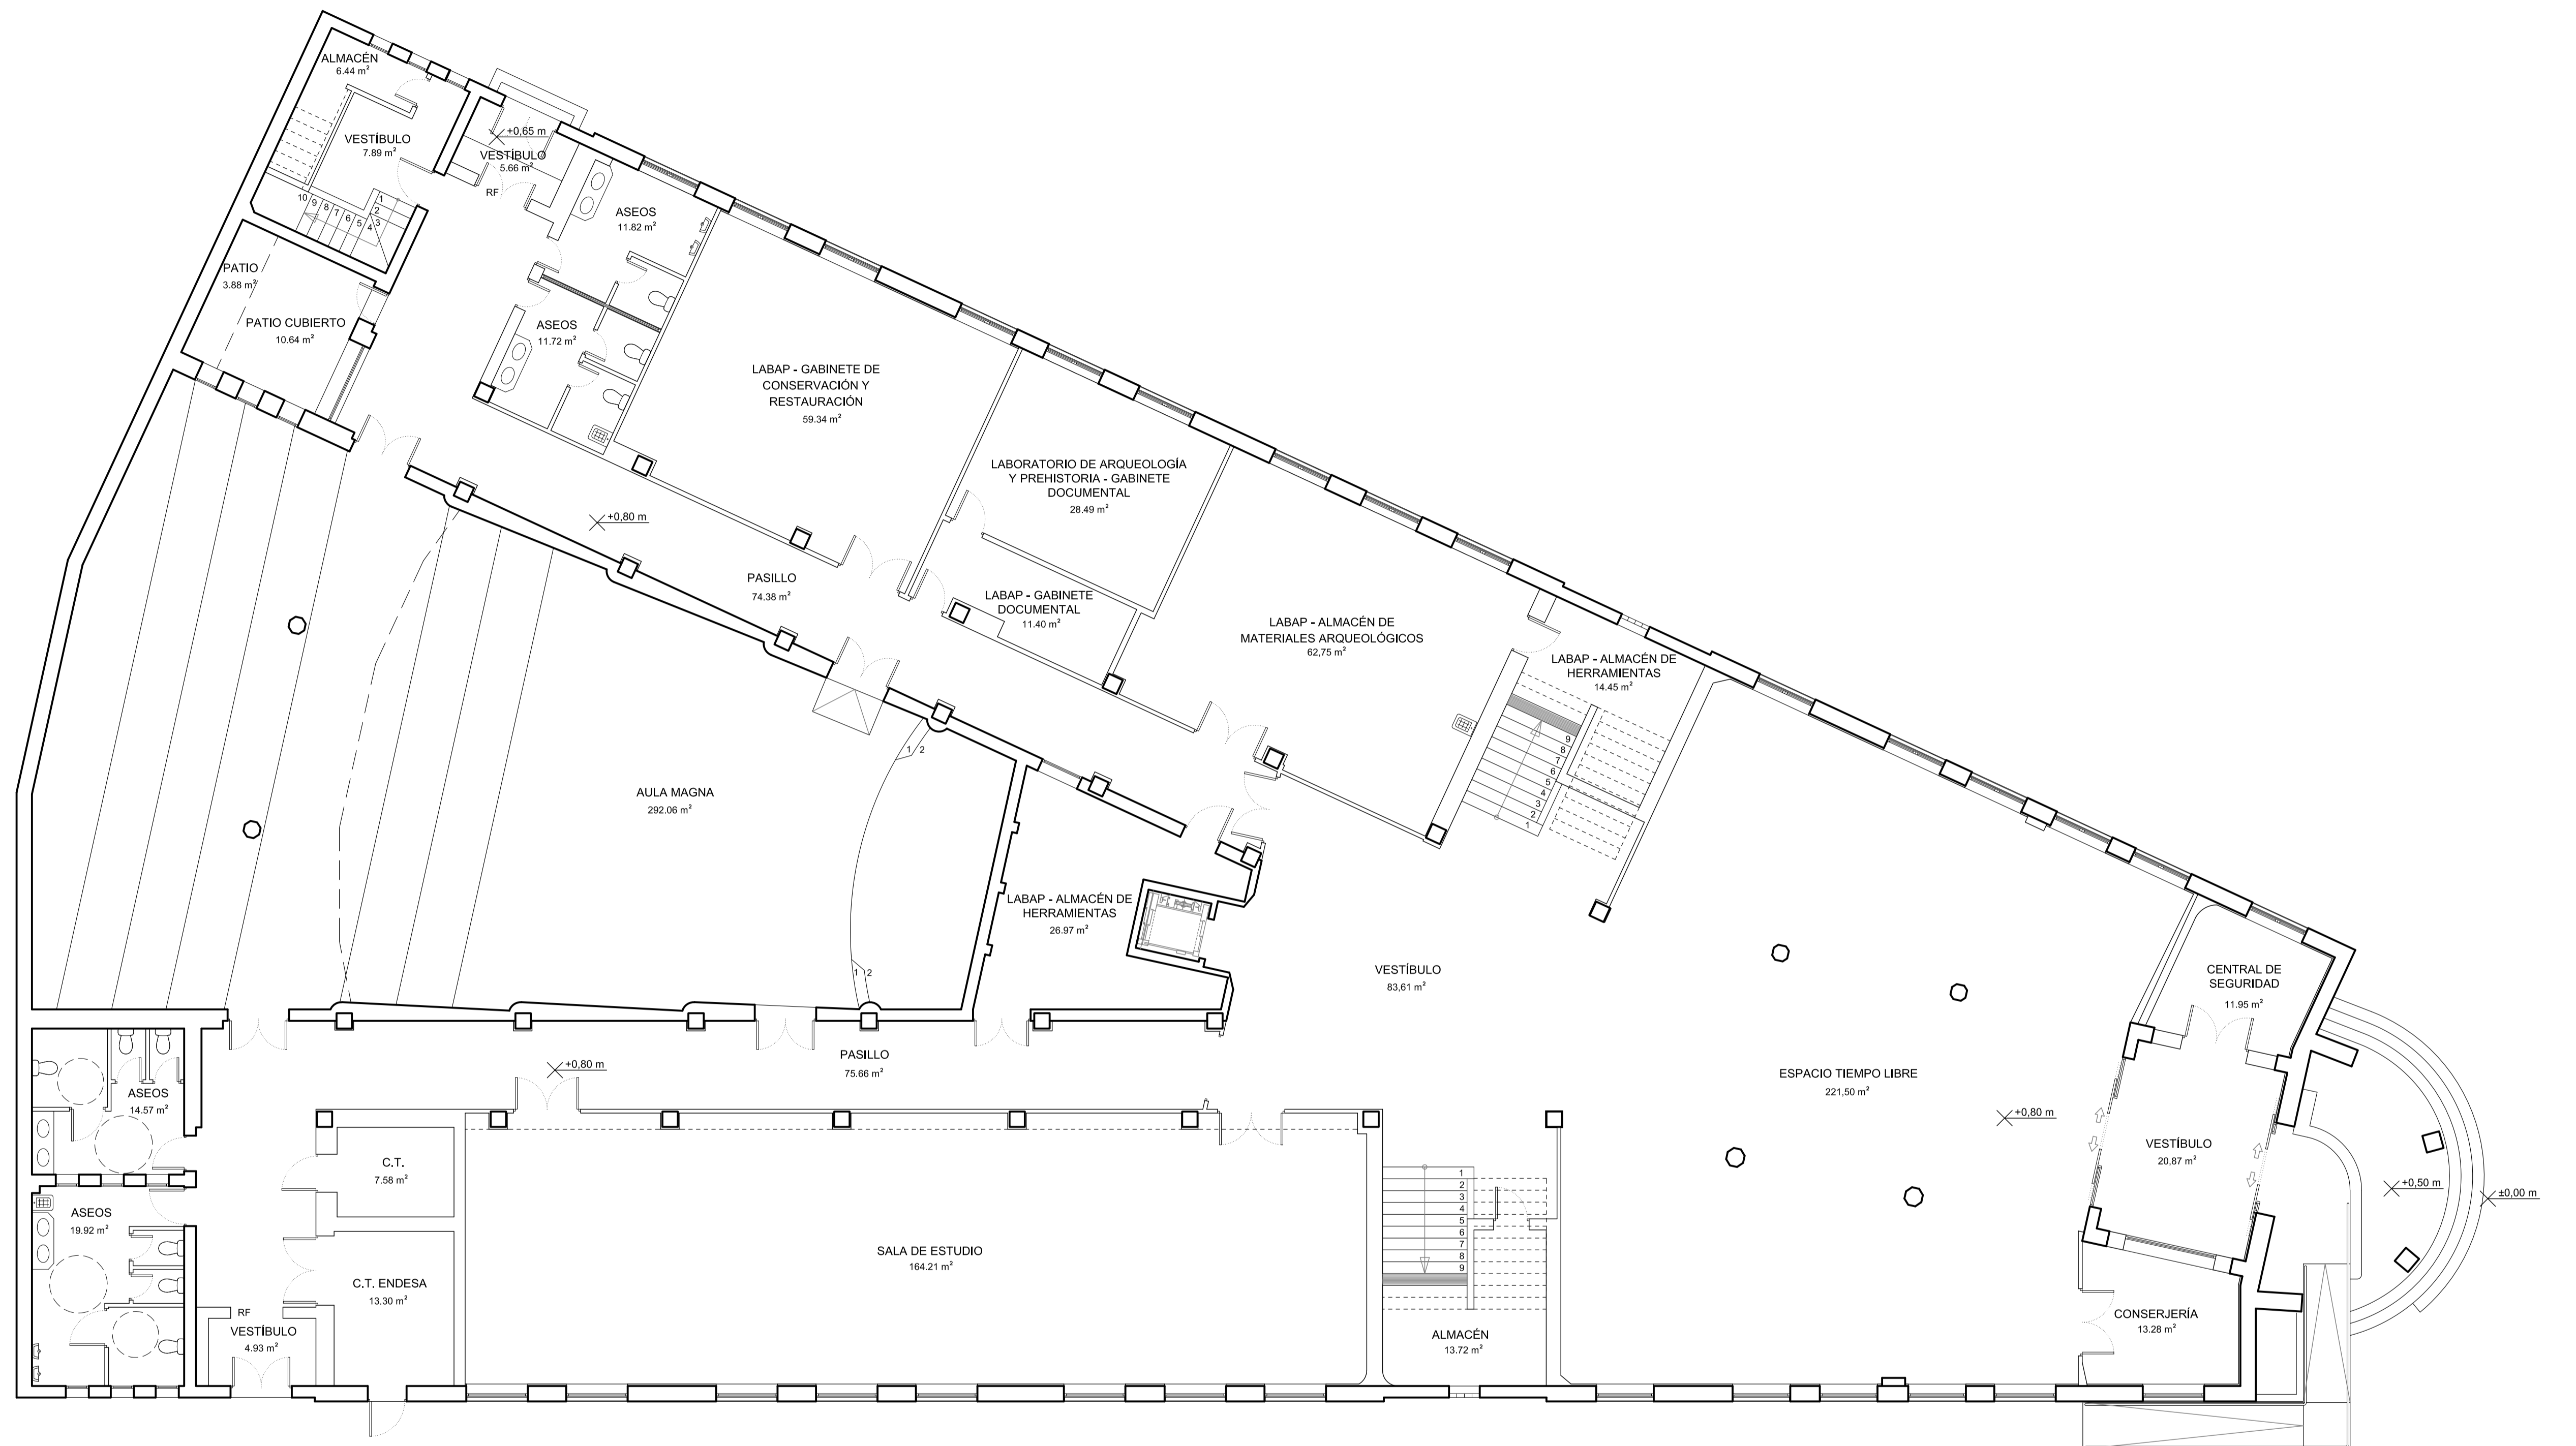 ALMACÉN
6.44 m²
VESTÍBULO
7.89 m²
+0,65 m
VESTÍBULO
5.66 m²
RF
10
9
8
7
6
5
4
3
2
1
ASEOS
11.82 m²
PATIO
3.88 m²
PATIO CUBIERTO
10.64 m²
ASEOS
11.72 m²
LABAP - GABINETE DE
CONSERVACIÓN Y
RESTAURACIÓN
59.34 m²
LABORATORIO DE ARQUEOLOGÍA
Y PREHISTORIA - GABINETE
DOCUMENTAL
28.49 m²
+0,80 m
PASILLO
74.38 m²
LABAP - GABINETE
DOCUMENTAL
11.40 m²
LABAP - ALMACÉN DE
MATERIALES ARQUEOLÓGICOS
62,75 m²
LABAP - ALMACÉN DE
HERRAMIENTAS
14.45 m²
9
8
7
6
5
4
3
2
1
1 2
AULA MAGNA
292.06 m²
LABAP - ALMACÉN DE
HERRAMIENTAS
26.97 m²
1 2
VESTÍBULO
83,61 m²
CENTRAL DE
SEGURIDAD
11.95 m²
PASILLO
75.66 m²
+0,80 m
ASEOS
14.57 m²
ESPACIO TIEMPO LIBRE
221,50 m²
+0,80 m
VESTÍBULO
20,87 m²
+0,50 m
±0,00 m
C.T.
7.58 m²
1
2
3
4
5
6
7
8
9
ASEOS
19.92 m²
SALA DE ESTUDIO
164.21 m²
C.T. ENDESA
13.30 m²
RF
VESTÍBULO
4.93 m²
ALMACÉN
13.72 m²
CONSERJERÍA
13.28 m²